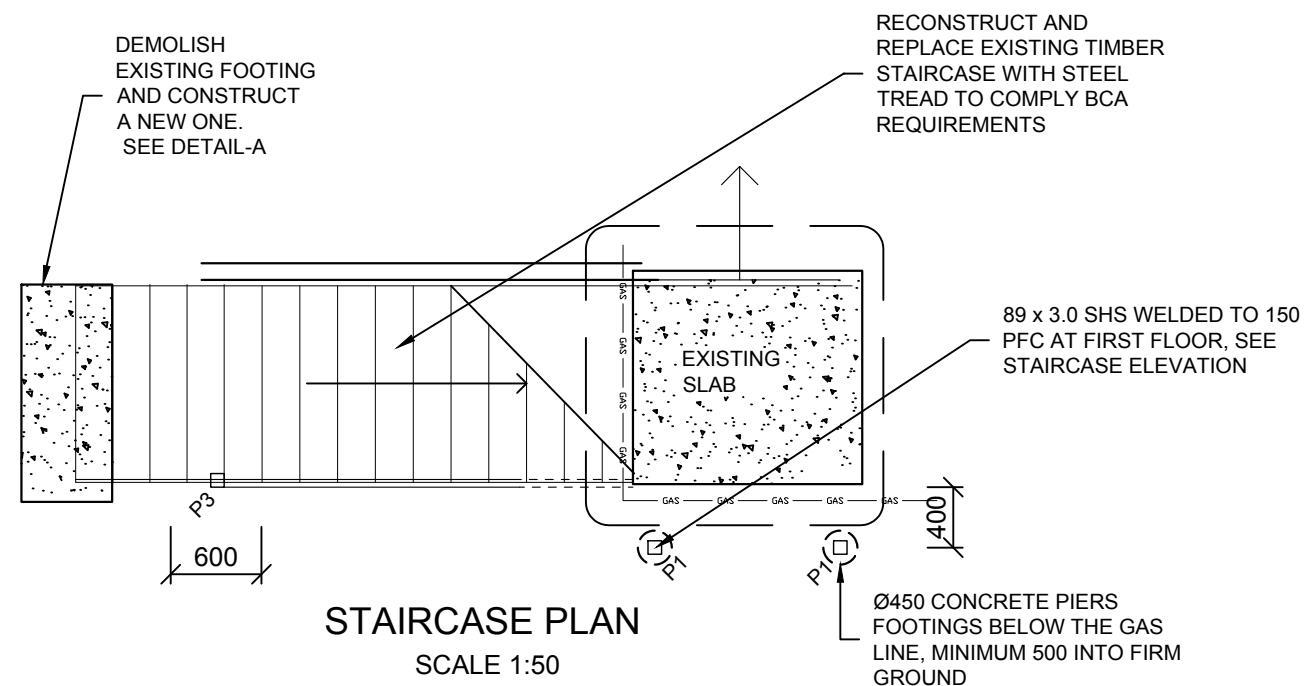 DEMOLISH
EXISTING FOOTING
AND CONSTRUCT
A NEW ONE.
SEE DETAIL-A
RECONSTRUCT AND
REPLACE EXISTING TIMBER
STAIRCASE WITH STEEL
TREAD TO COMPLY BCA
REQUIREMENTS
89 x 3.0 SHS WELDED TO 150
PFC AT FIRST FLOOR, SEE
STAIRCASE ELEVATION
GAS
GAS
GAS
GAS
EXISTING
SLAB
GAS
GAS
GAS
GAS
GAS
400
P3
600
P1
P1
Ø450 CONCRETE PIERS
FOOTINGS BELOW THE GAS
LINE, MINIMUM 500 INTO FIRM
GROUND
STAIRCASE PLAN
SCALE 1:50